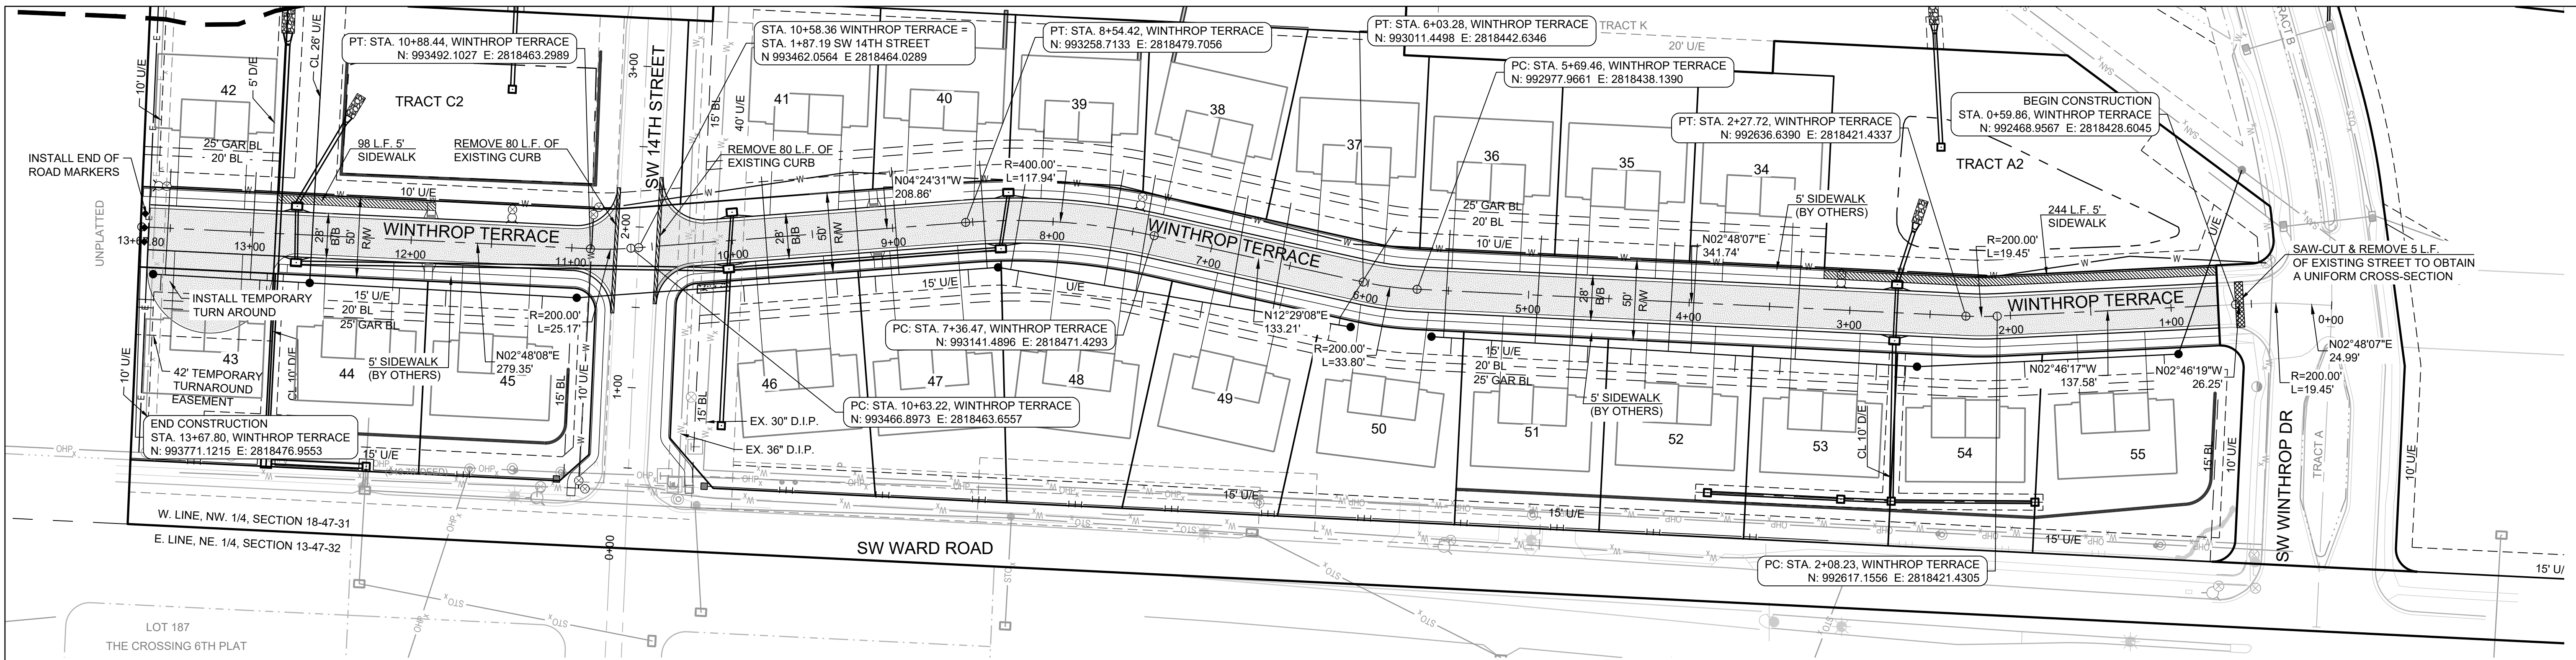 PT: STA. 10+88.44, WINTHROP TERRACE
N: 993492.1027 E: 2818463.2989
STA. 10+58.36 WINTHROP TERRACE =
STA. 1+87.19 SW 14TH STREET
N 993462.0564 E 2818464.0289
PT: STA. 8+54.42, WINTHROP TERRACE
N: 993258.7133 E: 2818479.7056
PT: STA. 6+03.28, WINTHROP TERRACE
N: 993011.4498 E: 2818442.6346
TRACT K
20' U/E
PC: STA. 5+69.46, WINTHROP TERRACE
N: 992977.9661 E: 2818438.1390
PT: STA. 2+27.72, WINTHROP TERRACE
N: 992636.6390 E: 2818421.4337
BEGIN CONSTRUCTION
STA. 0+59.86, WINTHROP TERRACE
N: 992468.9567 E: 2818428.6045
TRACT B
TRACT A2
TRACT C2
10' U/E
5' D/E
CL 26' U/E
3+00
SW 14TH STREET
15' BL
40' U/E
42
41
40
39
38
37
36
35
34
25' GAR BL
20' BL
98 L.F. 5'
SIDEWALK
REMOVE 80 L.F. OF
EXISTING CURB
REMOVE 80 L.F. OF
EXISTING CURB
INSTALL END OF
ROAD MARKERS
UNPLATTED
10' U/E
N04°24'31"W
208.86'
R=400.00'
L=117.94'
25' GAR BL
20' BL
10' U/E
N02°48'07"E
341.74'
5' SIDEWALK
(BY OTHERS)
R=200.00'
L=19.45'
244 L.F. 5'
SIDEWALK
U/E
SAW-CUT & REMOVE 5 L.F.
OF EXISTING STREET TO OBTAIN
A UNIFORM CROSS-SECTION
WINTHROP TERRACE
WINTHROP TERRACE
WINTHROP TERRACE
28'
B/B
50'
R/W
28'
B/B
50'
R/W
28'
B/B
50'
R/W
13+67.80
13+00
12+00
11+00
2+00
10+00
9+00
8+00
7+00
6+00
5+00
4+00
3+00
2+00
1+00
0+00
INSTALL TEMPORARY
TURN AROUND
15' U/E
20' BL
25' GAR BL
R=200.00'
L=25.17'
N02°48'08"E
279.35'
5' SIDEWALK
(BY OTHERS)
42' TEMPORARY
TURNAROUND
EASEMENT
10' U/E
CL 10' D/E
43
44
45
15' BL
10' U/E
1+00
0+00
15' BL
15' U/E
U/E
PC: STA. 7+36.47, WINTHROP TERRACE
N: 993141.4896 E: 2818471.4293
N12°29'08"E
133.21'
R=200.00'
L=33.80'
15' U/E
20' BL
25' GAR BL
5' SIDEWALK
(BY OTHERS)
46
47
48
49
50
51
52
53
54
55
CL 10' D/E
N02°46'17"W
137.58'
N02°46'19"W
26.25'
15' BL
10' U/E
N02°48'07"E
24.99'
R=200.00'
L=19.45'
SW WINTHROP DR
TRACT A
10' U/E
END CONSTRUCTION
STA. 13+67.80, WINTHROP TERRACE
N: 993771.1215 E: 2818476.9553
15' U/E
PC: STA. 10+63.22, WINTHROP TERRACE
N: 993466.8973 E: 2818463.6557
EX. 30" D.I.P.
EX. 36" D.I.P.
15' U/E
15' U/E
15' U/E
PC: STA. 2+08.23, WINTHROP TERRACE
N: 992617.1556 E: 2818421.4305
W. LINE, NW. 1/4, SECTION 18-47-31
E. LINE, NE. 1/4, SECTION 13-47-32
SW WARD ROAD
LOT 187
THE CROSSING 6TH PLAT